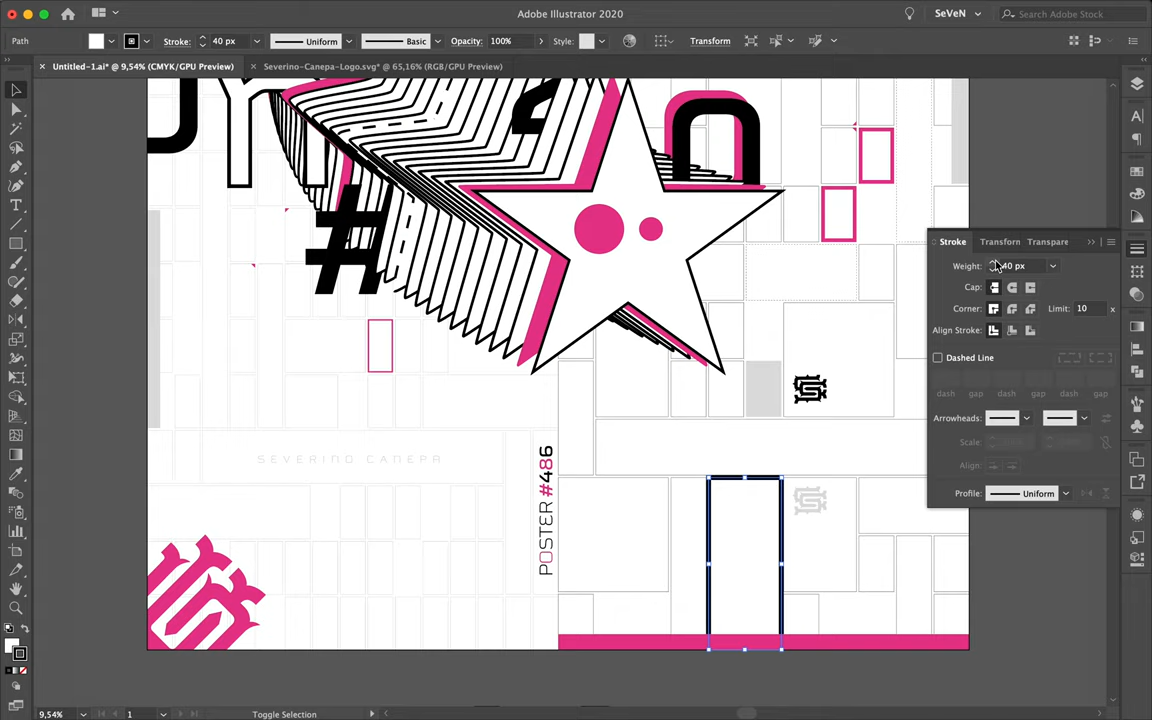 Adobe Illustrator 2020
SeVeN
Search Adobe Stock
Path
Stroke:
40 px
Uniform
Basic
Opacity:
100%
Style:
Transform
Untitled-1.ai* @ 9,54% (CMYK/GPU Preview)
Severino-Canepa-Logo.svg* @ 65,16% (RGB/GPU Preview)
#
SEVERINO CANEPA
POSTER #486
Stroke
Transform
Transpare
Weight:
40 px
Cap:
Corner:
Limit:
10
x
Align Stroke:
Dashed Line
dash gap dash gap dash gap
Arrowheads:
Scale:
Align:
Profile:
Uniform
9,54%
1
Toggle Selection